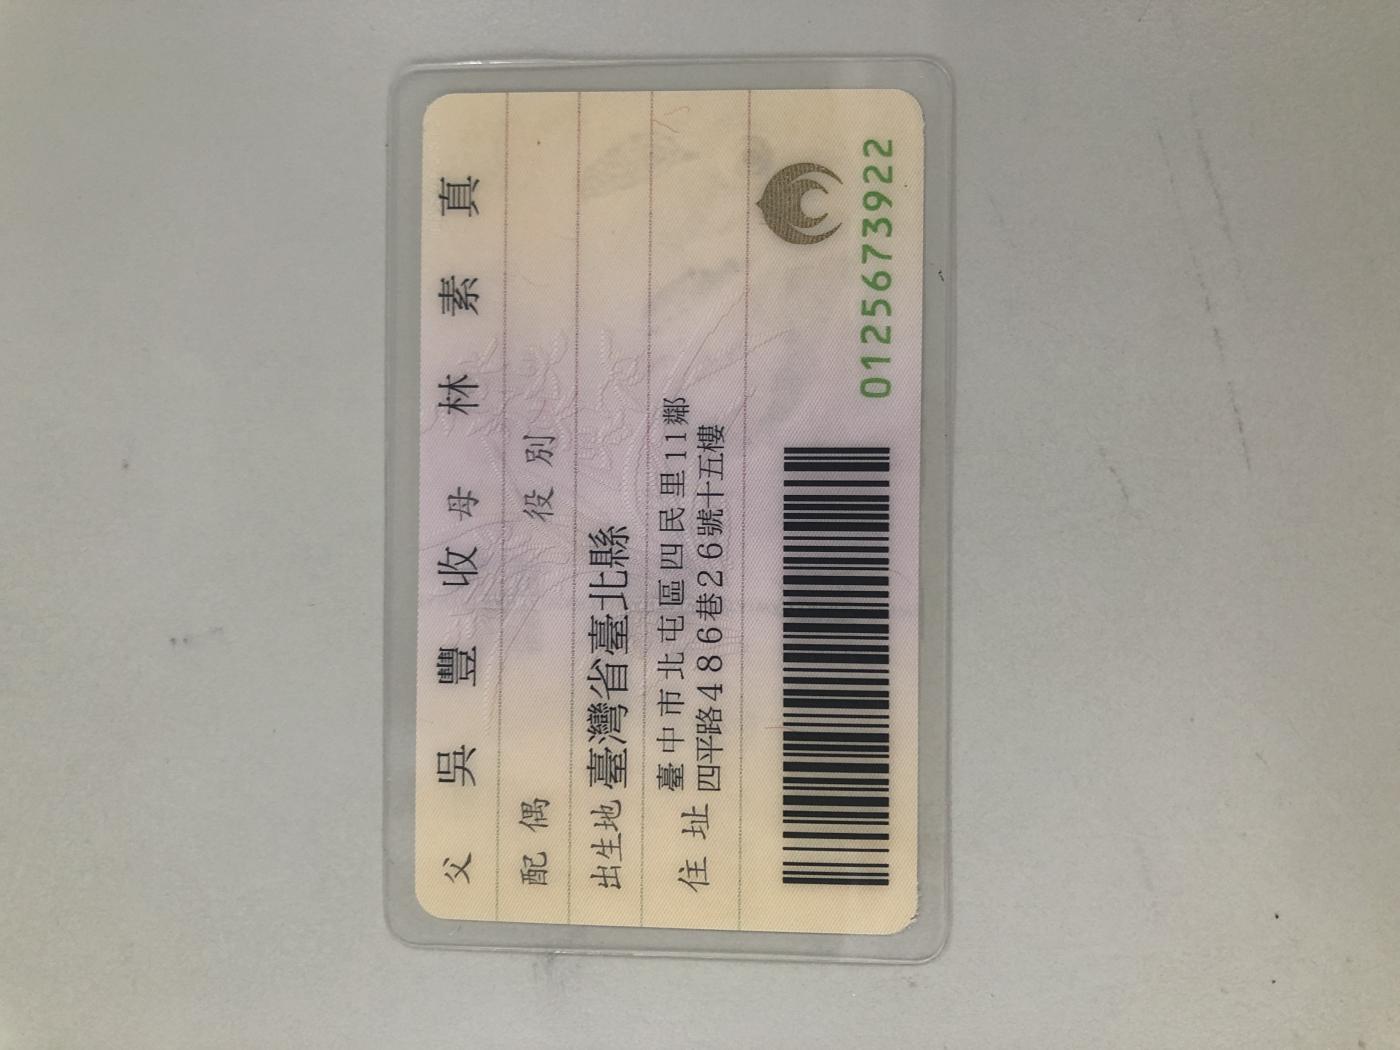 父 吳豐收 母 林素真
配偶 役別
出生地 臺灣省臺北縣
住址 臺中市北屯區四民里11鄰
四平路486巷26號十五樓
0125673922